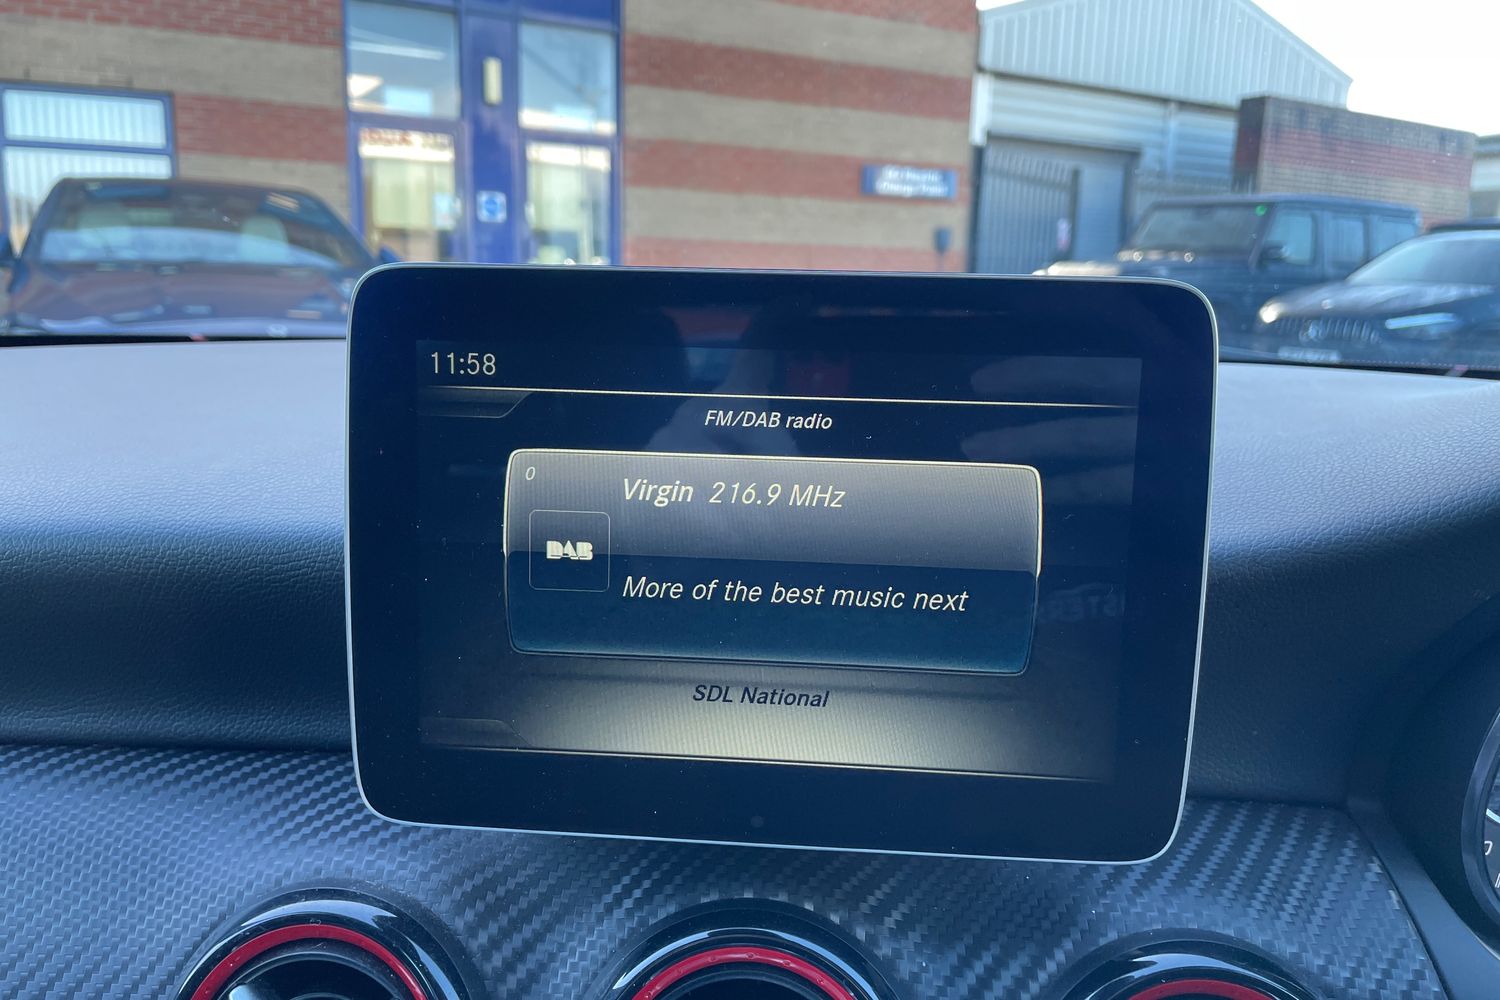 11:58
FM/DAB radio
0
Virgin 216.9 MHz
DAB
More of the best music next
SDL National